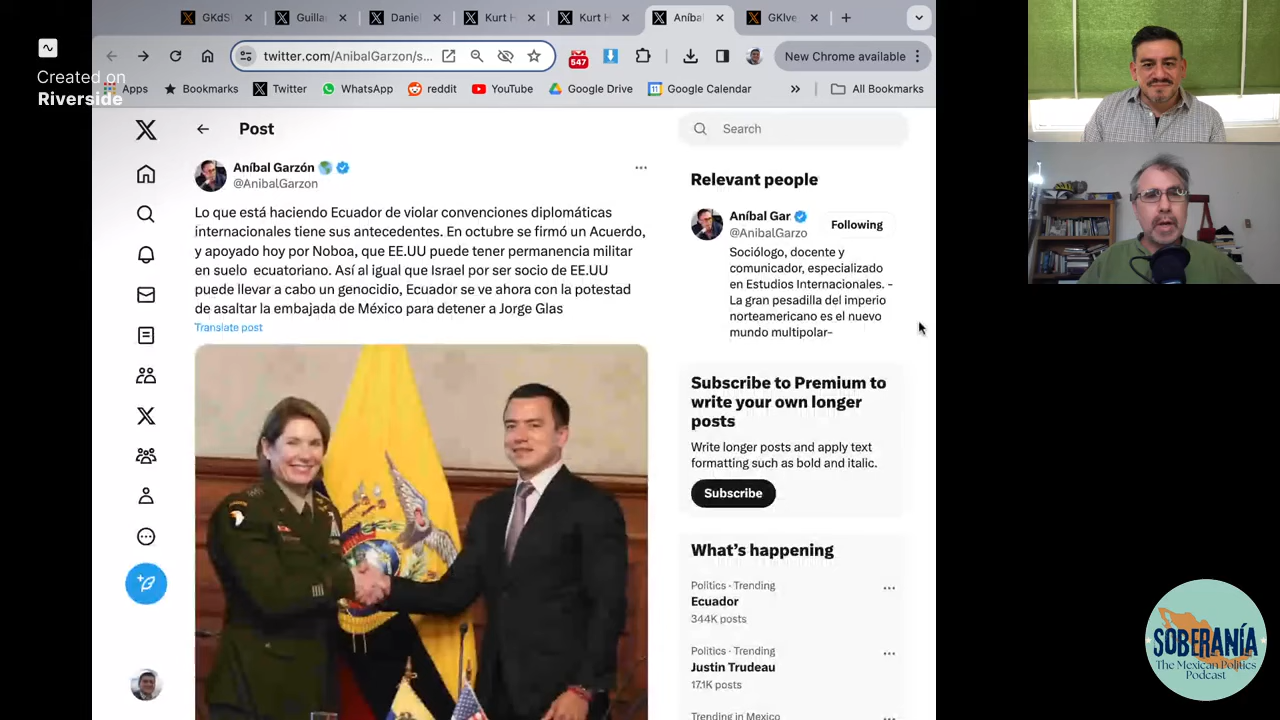 GKdSl
Guilla
Daniel
Kurt H
Kurt H
Aníbal
GKIve
twitter.com/AnibalGarzon/s...
547
New Chrome available
Created on
Riverside
Apps
Bookmarks
Twitter
WhatsApp
reddit
YouTube
Google Drive
Google Calendar
»
All Bookmarks
Post
Search
Aníbal Garzón
@AnibalGarzon
Lo que está haciendo Ecuador de violar convenciones diplomáticas
internacionales tiene sus antecedentes. En octubre se firmó un Acuerdo,
y apoyado hoy por Noboa, que EE.UU puede tener permanencia militar
en suelo ecuatoriano. Así al igual que Israel por ser socio de EE.UU
puede llevar a cabo un genocidio, Ecuador se ve ahora con la potestad
de asaltar la embajada de México para detener a Jorge Glas
Translate post
Relevant people
Aníbal Gar
@AnibalGarzo
Following
Sociólogo, docente y
comunicador, especializado
en Estudios Internacionales. -
La gran pesadilla del imperio
norteamericano es el nuevo
mundo multipolar-
Subscribe to Premium to
write your own longer
posts
Write longer posts and apply text
formatting such as bold and italic.
Subscribe
What's happening
Politics · Trending
Ecuador
344K posts
Politics · Trending
Justin Trudeau
17.1K posts
Trending in Mexico
SOBERANÍA
The Mexican Politics
Podcast